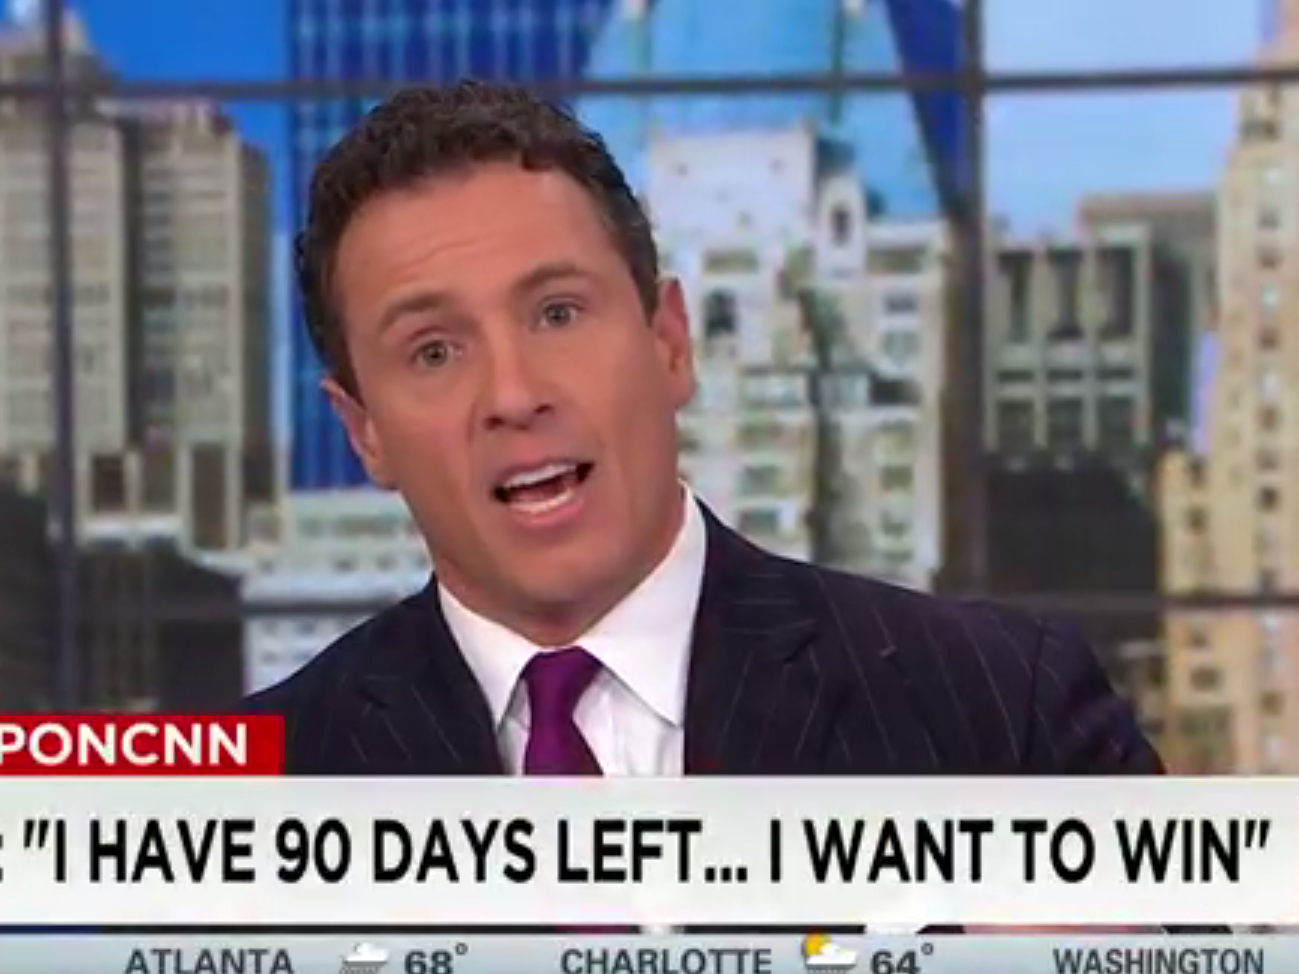 PONCNN
: "I HAVE 90 DAYS LEFT... I WANT TO WIN"
ATLANTA 68° CHARLOTTE 64° WASHINGTON